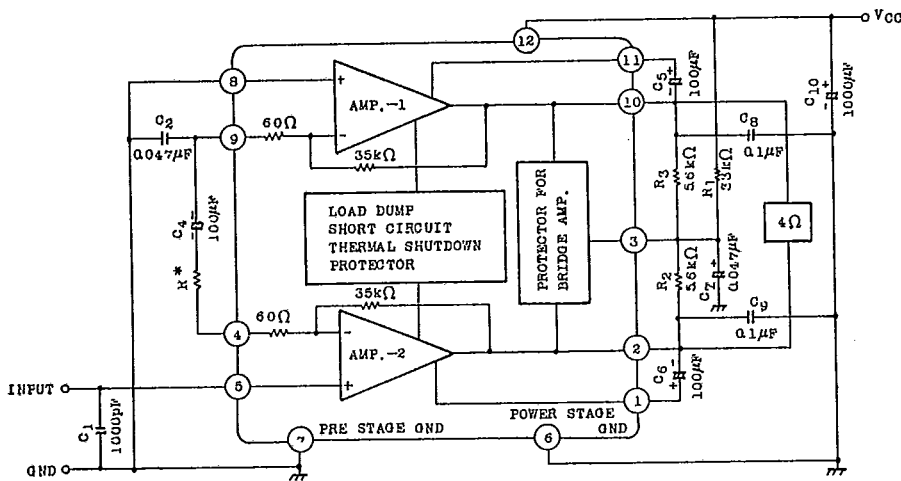 VCC
12
11
8
+
AMP.-1
C5
+
-
100μF
C10
+
-
1000μF
10
C2
0.047μF
9
60Ω
-
35kΩ
C8
0.1μF
R3
5.6kΩ
R1
33kΩ
C4
-
100μF
LOAD DUMP
SHORT CIRCUIT
THERMAL SHUTDOWN
PROTECTOR
PROTECTOR FOR
BRIDGE AMP.
3
4Ω
R*
R2
5.6kΩ
C7
+
0.047μF
35kΩ
4
60Ω
-
AMP.-2
C9
0.1μF
2
INPUT
5
+
C6
-
+
100μF
1
C1
1000pF
PRE STAGE GND
POWER STAGE
GND
7
6
GND